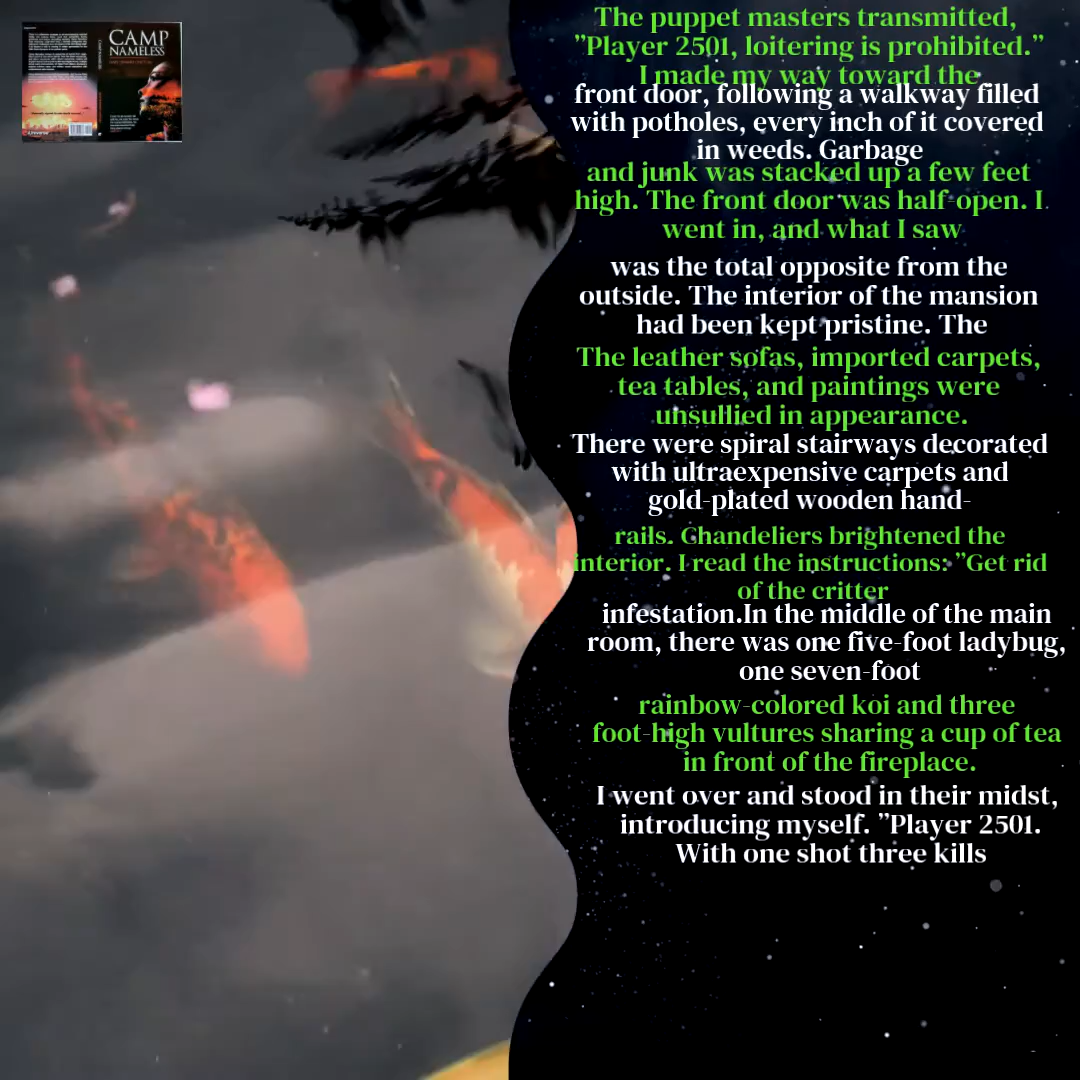 CAMP
NAMELESS
iUniverse
The puppet masters transmitted,
"Player 2501, loitering is prohibited."
I made my way toward the
front door, following a walkway filled
with potholes, every inch of it covered
in weeds. Garbage
and junk was stacked up a few feet
high. The front door was half-open. I
went in, and what I saw
was the total opposite from the
outside. The interior of the mansion
had been kept pristine. The
The leather sofas, imported carpets,
tea tables, and paintings were
unsullied in appearance.
There were spiral stairways decorated
with ultraexpensive carpets and
gold-plated wooden hand-
rails. Chandeliers brightened the
interior. I read the instructions: "Get rid
of the critter
infestation.In the middle of the main
room, there was one five-foot ladybug,
one seven-foot
rainbow-colored koi and three
foot-high vultures sharing a cup of tea
in front of the fireplace.
I went over and stood in their midst,
introducing myself. "Player 2501.
With one shot three kills